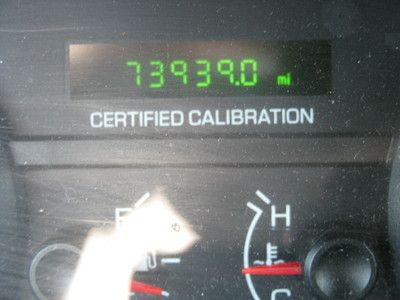 73939.0 mi
CERTIFIED CALIBRATION
F H
C